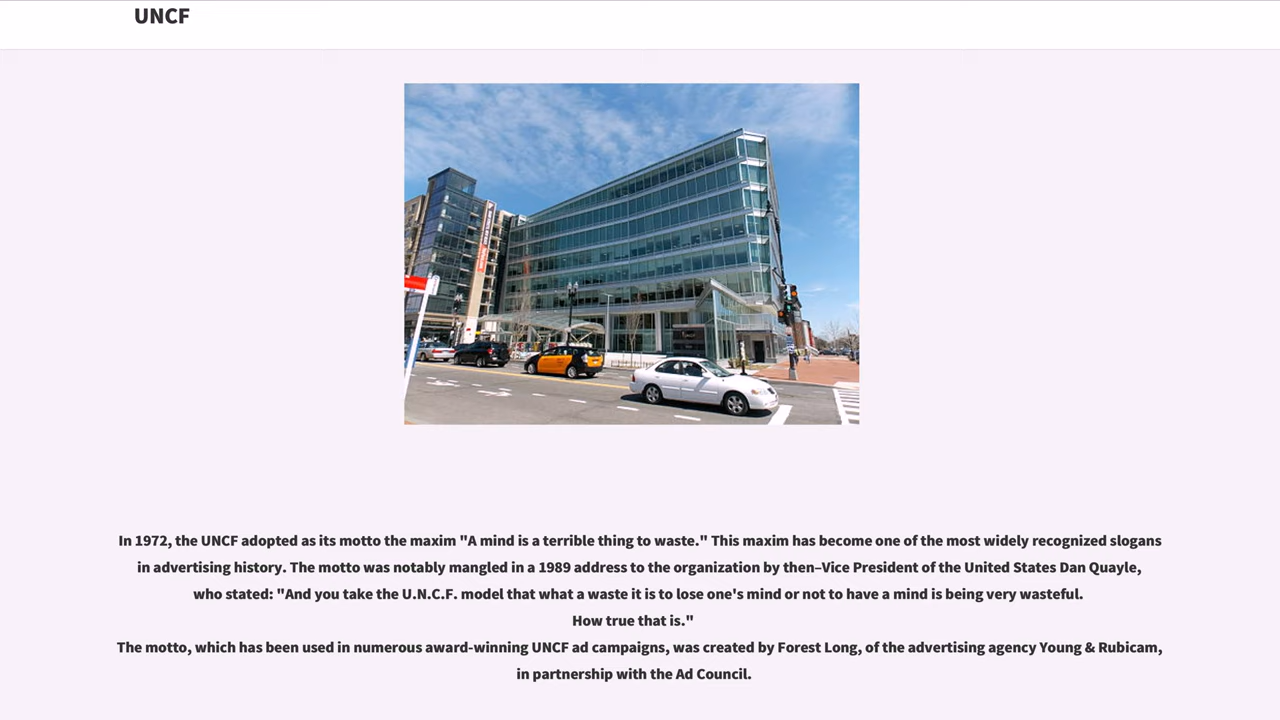 UNCF
In 1972, the UNCF adopted as its motto the maxim "A mind is a terrible thing to waste." This maxim has become one of the most widely recognized slogans
in advertising history. The motto was notably mangled in a 1989 address to the organization by then–Vice President of the United States Dan Quayle,
who stated: "And you take the U.N.C.F. model that what a waste it is to lose one's mind or not to have a mind is being very wasteful.
How true that is."
The motto, which has been used in numerous award-winning UNCF ad campaigns, was created by Forest Long, of the advertising agency Young & Rubicam,
in partnership with the Ad Council.